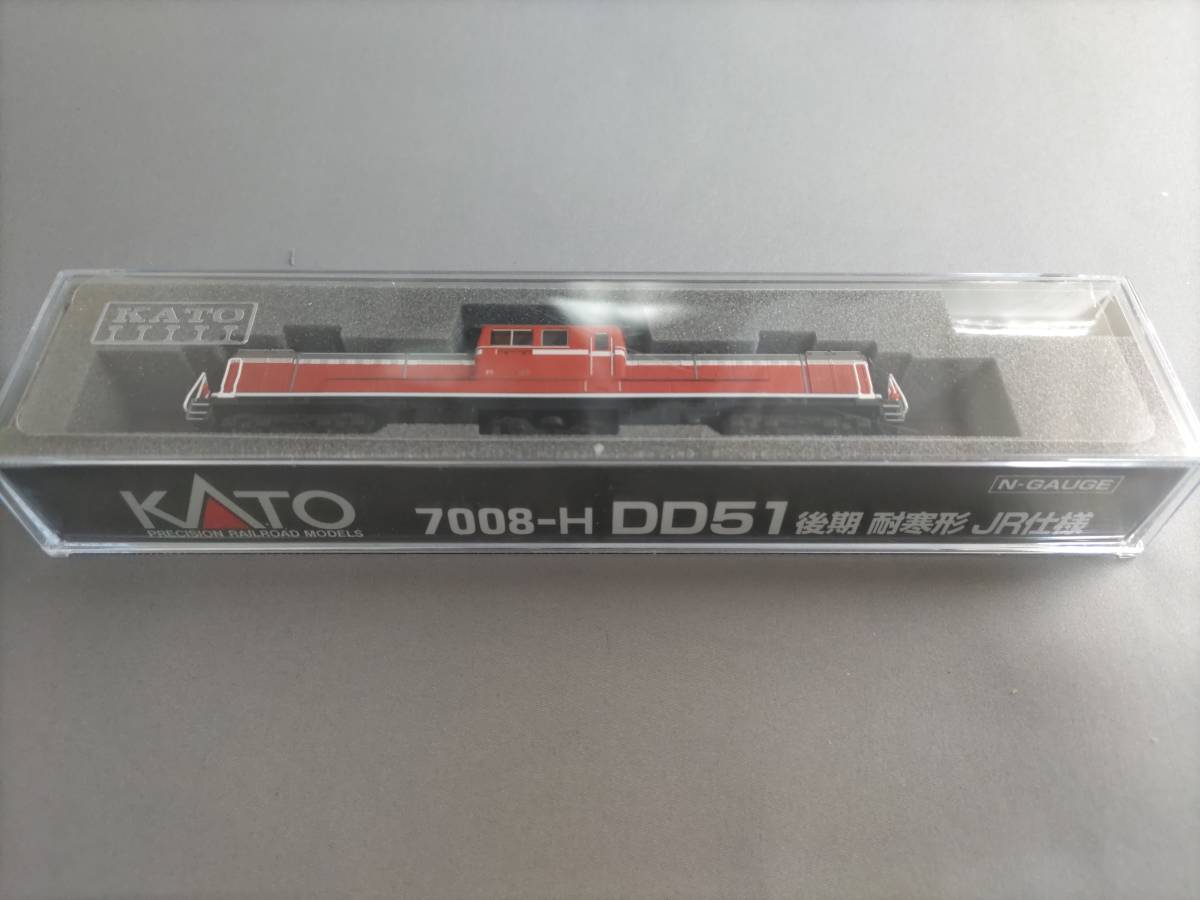 KATO
N-GAUGE
KATO 7008-H DD51 後期 耐寒形 JR仕様
PRECISION RAILROAD MODELS